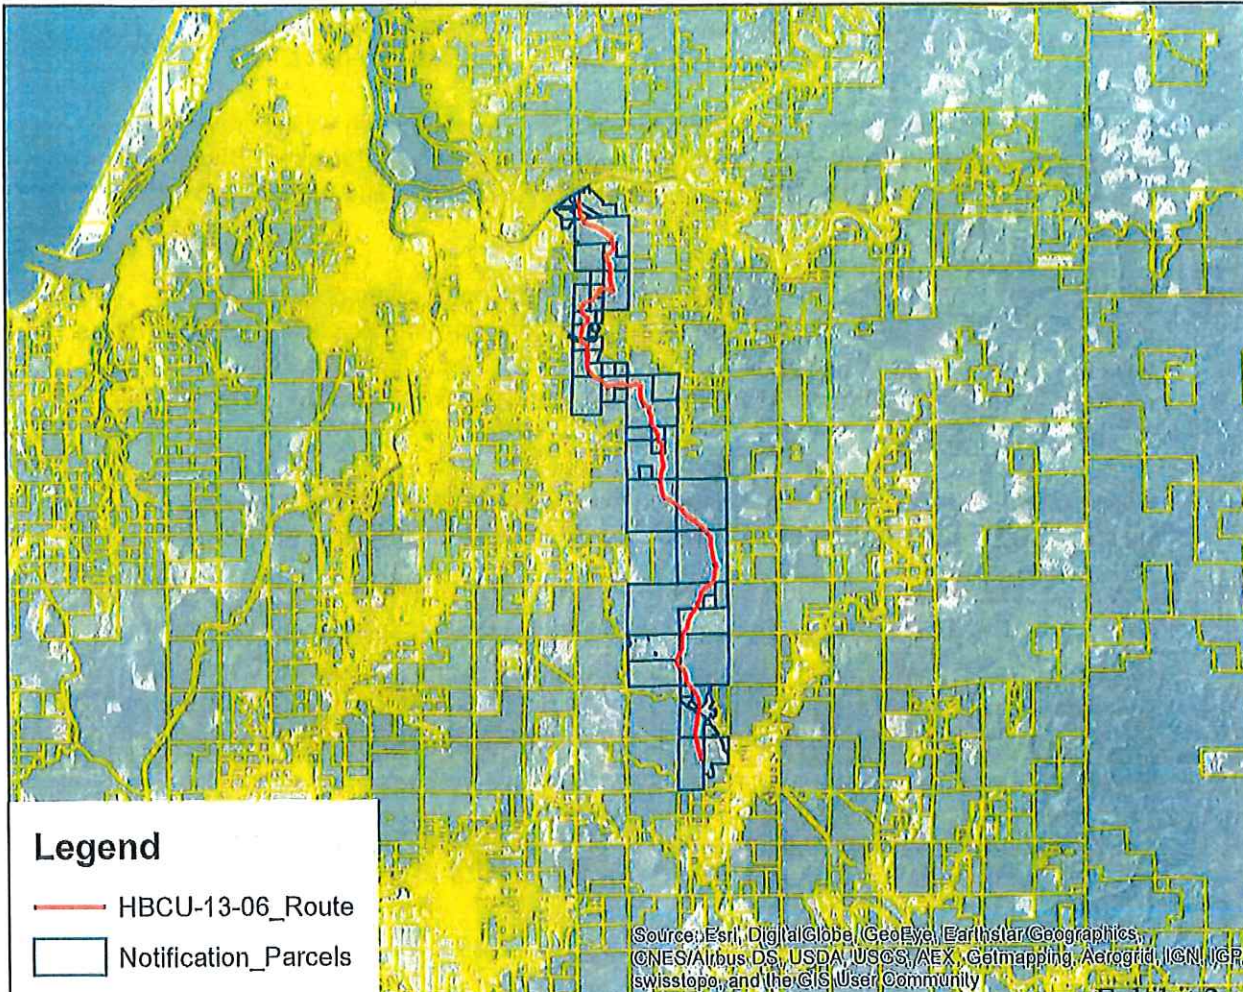 Legend
HBCU-13-06_Route
Notification_Parcels
Source: Esri, DigitalGlobe, GeoEye, Earthstar Geographics,
CNES/Airbus DS, USDA, USGS, AEX, Getmapping, Aerogrid, IGN, IGP,
swisstopo, and the GIS User Community